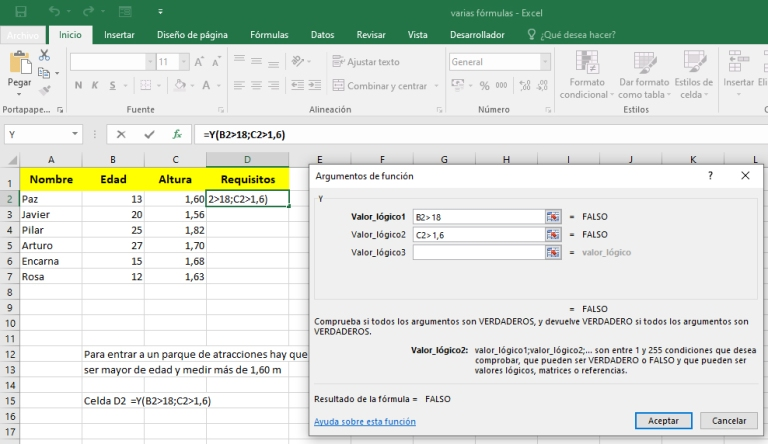 varias fórmulas - Excel
Archivo Inicio Insertar Diseño de página Fórmulas Datos Revisar Vista Desarrollador ¿Qué desea hacer?
Pegar
N K S
11 A A
Ajustar texto
Combinar y centrar
General
% 000
Formato condicional
Dar formato como tabla
Estilos de celda
Insertar
Portapape... Fuente Alineación Número Estilos
Y fx =Y(B2>18;C2>1,6)
A B C D E F G H I J K L
1 Nombre Edad Altura Requisitos
2 Paz 13 1,60 2>18;C2>1,6)
3 Javier 20 1,56
4 Pilar 25 1,82
5 Arturo 27 1,70
6 Encarna 15 1,68
7 Rosa 12 1,63
8
9
10
11
12 Para entrar a un parque de atracciones hay que
13 ser mayor de edad y medir más de 1,60 m
14
15 Celda D2 =Y(B2>18;C2>1,6)
16
17
Argumentos de función ? ×
Y
Valor_lógico1 B2>18 = FALSO
Valor_lógico2 C2>1,6 = FALSO
Valor_lógico3 = valor_lógico
= FALSO
Comprueba si todos los argumentos son VERDADEROS, y devuelve VERDADERO si todos los argumentos son
VERDADEROS.
Valor_lógico2: valor_lógico1;valor_lógico2;... son entre 1 y 255 condiciones que desea
comprobar, que pueden ser VERDADERO o FALSO y que pueden ser
valores lógicos, matrices o referencias.
Resultado de la fórmula = FALSO
Ayuda sobre esta función
Aceptar Cancelar